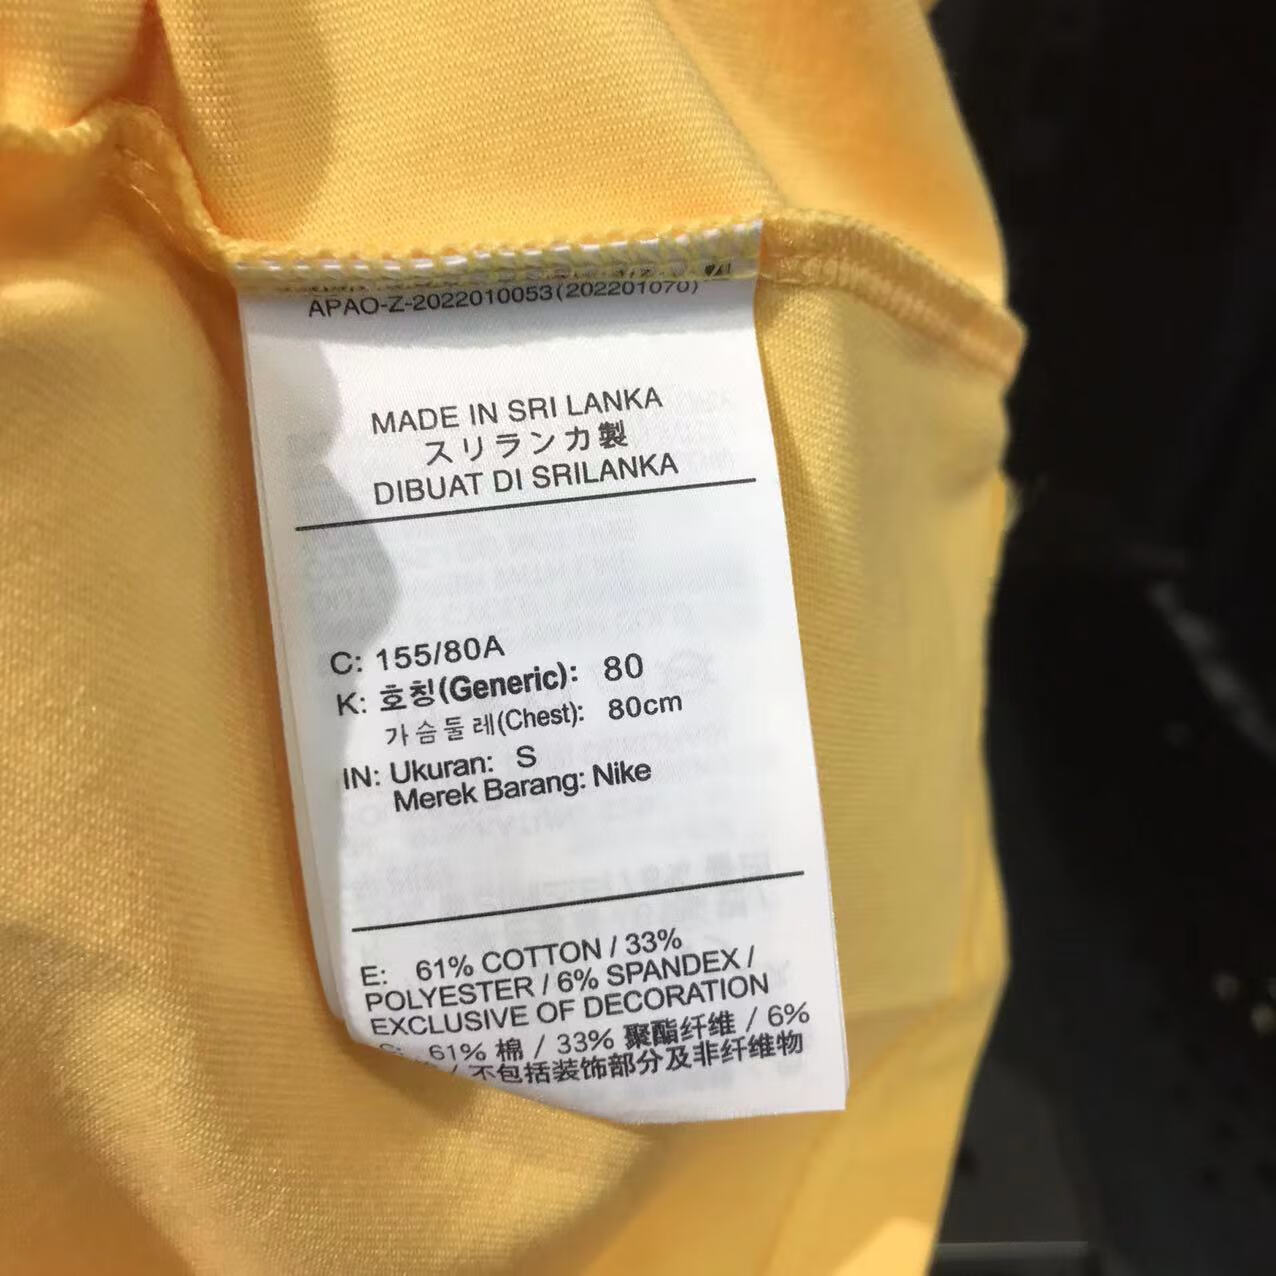 APAO-Z-2022010053(202201070)
MADE IN SRI LANKA
スリランカ製
DIBUAT DI SRILANKA
C: 155/80A
K: 호칭(Generic): 80
가슴둘레(Chest): 80cm
IN: Ukuran: S
Merek Barang: Nike
E: 61% COTTON / 33%
POLYESTER / 6% SPANDEX /
EXCLUSIVE OF DECORATION
61% 棉 / 33% 聚酯纤维 / 6%
/ 不包括装饰部分及非纤维物